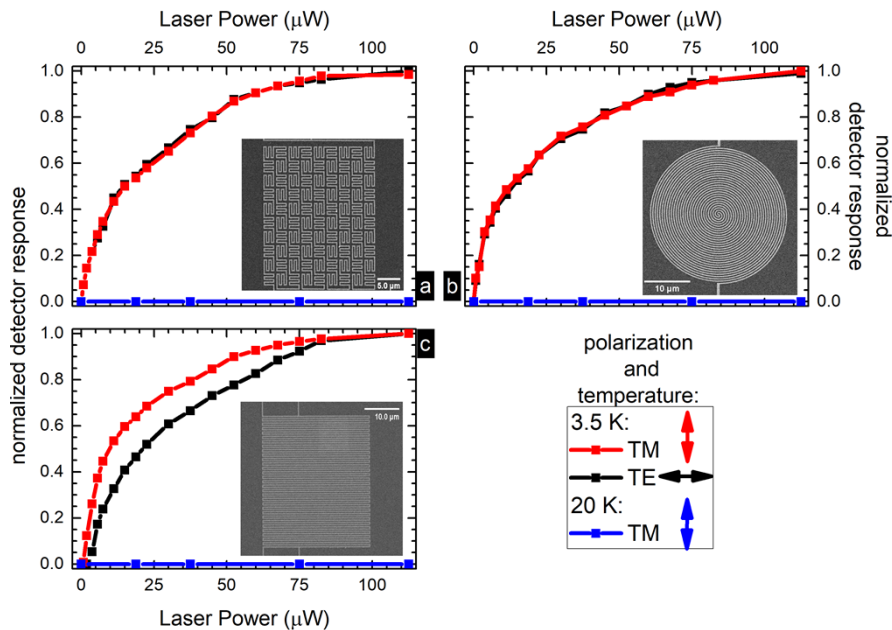 Laser Power (μW)
0 25 50 75 100
Laser Power (μW)
0 25 50 75 100
1.0
0.8
0.6
0.4
0.2
0.0
5.0 μm
a
b
10 μm
1.0
0.8
0.6
0.4
0.2
0.0
normalized
detector response
normalized detector response
1.0
0.8
0.6
0.4
0.2
0.0
c
10.0 μm
0 25 50 75 100
Laser Power (μW)
polarization
and
temperature:
3.5 K:
TM
TE
20 K:
TM